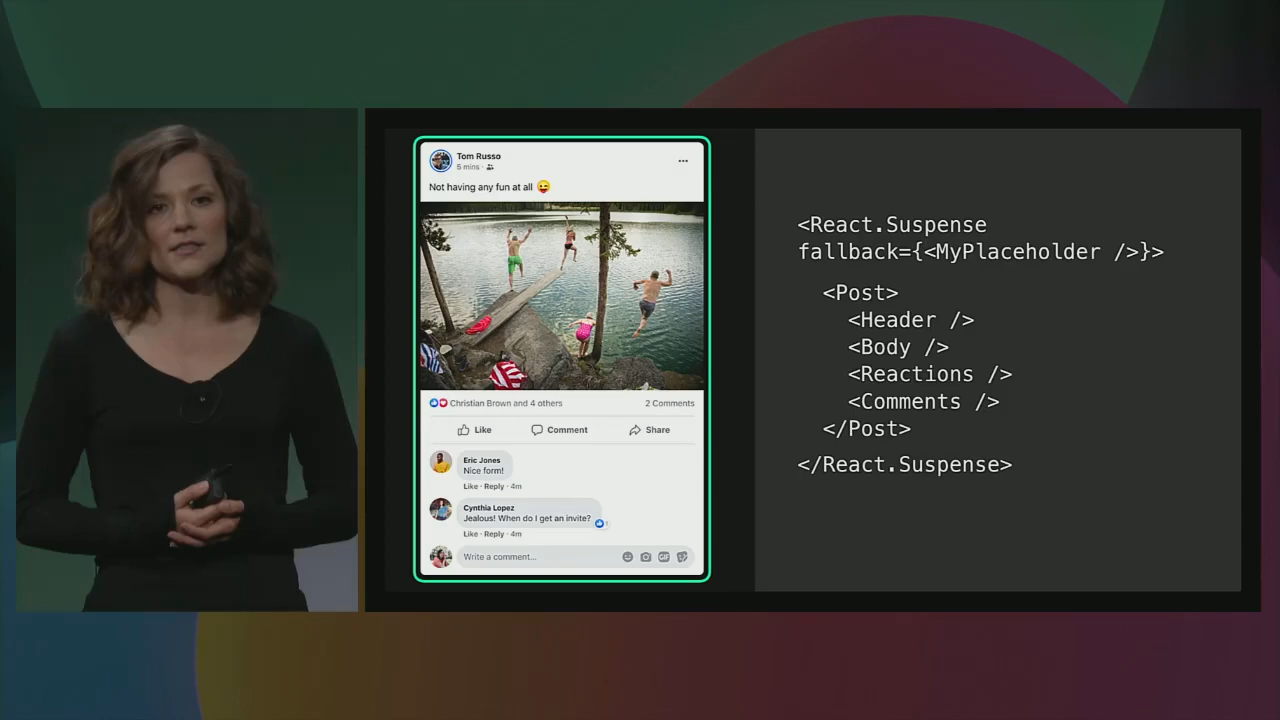 Tom Russo
5 mins ·
Not having any fun at all 😜
Christian Brown and 4 others 2 Comments
Like Comment Share
Eric Jones
Nice form!
Like · Reply · 4m
Cynthia Lopez
Jealous! When do I get an invite?
1
Like · Reply · 4m
Write a comment...
GIF
<React.Suspense
fallback={<MyPlaceholder />}>
<Post>
<Header />
<Body />
<Reactions />
<Comments />
</Post>
</React.Suspense>